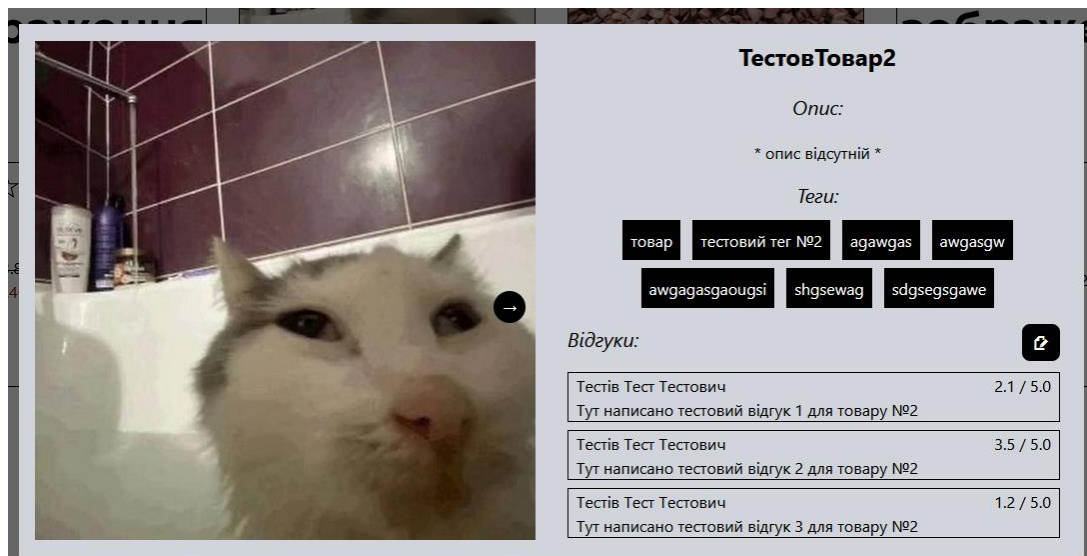 ТестовТовар2
Опис:
* опис відсутній *
Теги:
товар тестовий тег №2 agawgas awgasgw
awgagasgaougsi shgsewag sdgsegsgawe
→
Відгуки:
Тестів Тест Тестович 2.1 / 5.0
Тут написано тестовий відгук 1 для товару №2
Тестів Тест Тестович 3.5 / 5.0
Тут написано тестовий відгук 2 для товару №2
Тестів Тест Тестович 1.2 / 5.0
Тут написано тестовий відгук 3 для товару №2